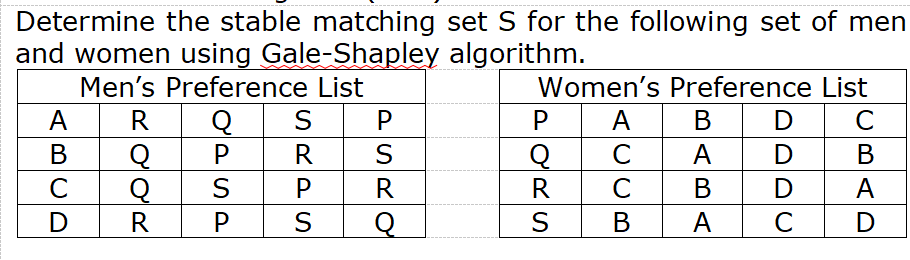 Determine the stable matching set S for the following set of men
and women using Gale-Shapley algorithm.
Men's Preference List Women's Preference List
A R Q S P P A B D C
B Q P R S Q C A D B
C Q S P R R C B D A
D R P S Q S B A C D